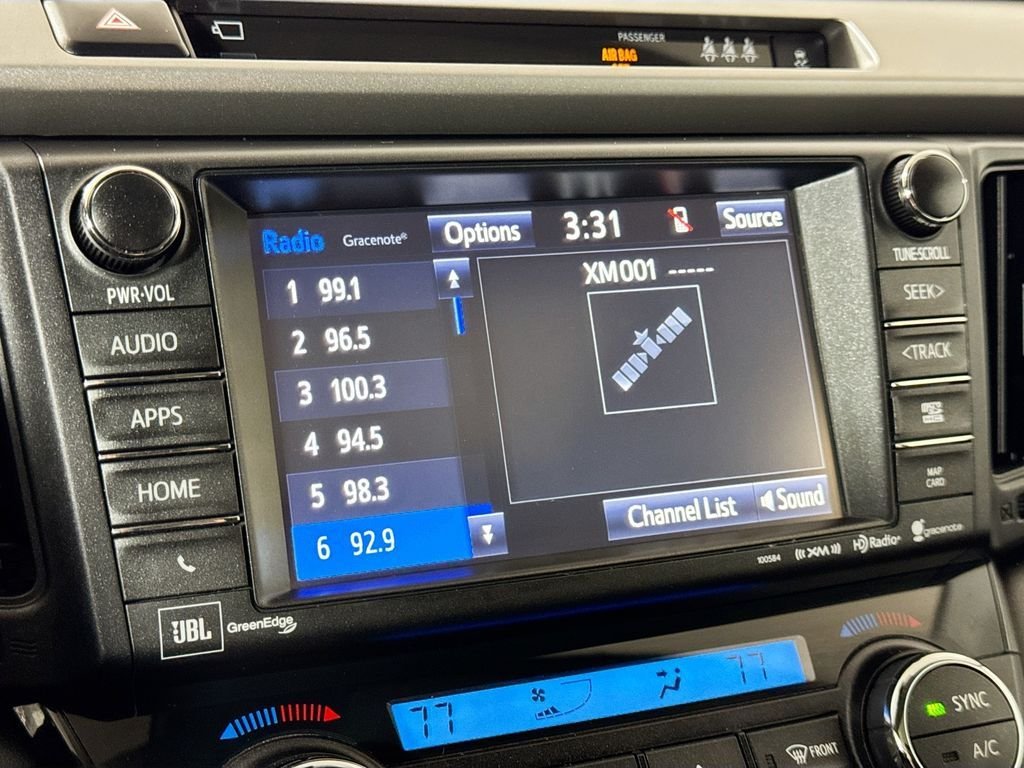 PASSENGER
AIR BAG
PWR·VOL
AUDIO
APPS
HOME
JBL GreenEdge
Radio Gracenote® Options 3:31 Source
1 99.1
2 96.5
3 100.3
4 94.5
5 98.3
6 92.9
XM001 -----
Channel List Sound
TUNE·SCROLL
SEEK>
<TRACK
MAP
CARD
100584 ((XM)) HD Radio gracenote
77 77
SYNC
A/C
FRONT